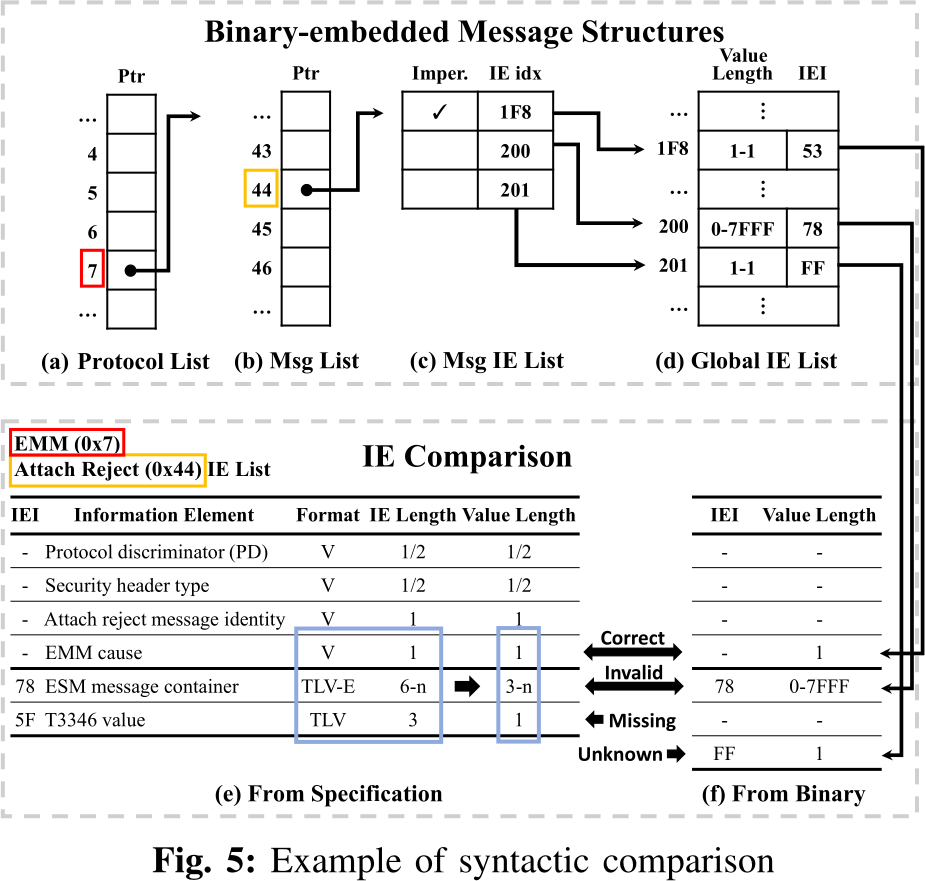 Binary-embedded Message Structures
Ptr
...
4
5
6
7
...
(a) Protocol List
Ptr
...
43
44
45
46
...
(b) Msg List
Imper. IE idx
✓ 1F8
200
201
(c) Msg IE List
Value
Length IEI
... ⋮
1F8 1-1 53
... ⋮
200 0-7FFF 78
201 1-1 FF
... ⋮
(d) Global IE List
EMM (0x7)
Attach Reject (0x44) IE List
IE Comparison
IEI Information Element Format IE Length Value Length
- Protocol discriminator (PD) V 1/2 1/2
- Security header type V 1/2 1/2
- Attach reject message identity V 1 1
- EMM cause V 1 1
78 ESM message container TLV-E 6-n 3-n
5F T3346 value TLV 3 1
(e) From Specification
Correct
Invalid
Missing
Unknown
IEI Value Length
- -
- -
- -
- 1
78 0-7FFF
- -
FF 1
(f) From Binary
Fig. 5: Example of syntactic comparison